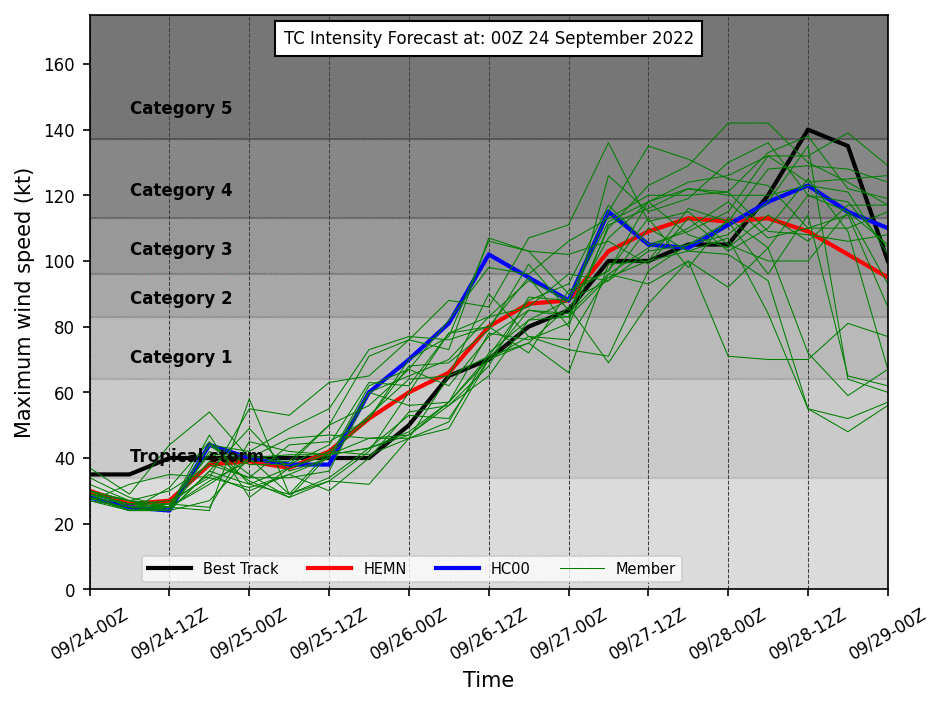 TC Intensity Forecast at: 00Z 24 September 2022
Maximum wind speed (kt)
160
140
120
100
80
60
40
20
0
Category 5
Category 4
Category 3
Category 2
Category 1
Tropical storm
Best Track HEMN HC00 Member
09/24-00Z 09/24-12Z 09/25-00Z 09/25-12Z 09/26-00Z 09/26-12Z 09/27-00Z 09/27-12Z 09/28-00Z 09/28-12Z 09/29-00Z
Time